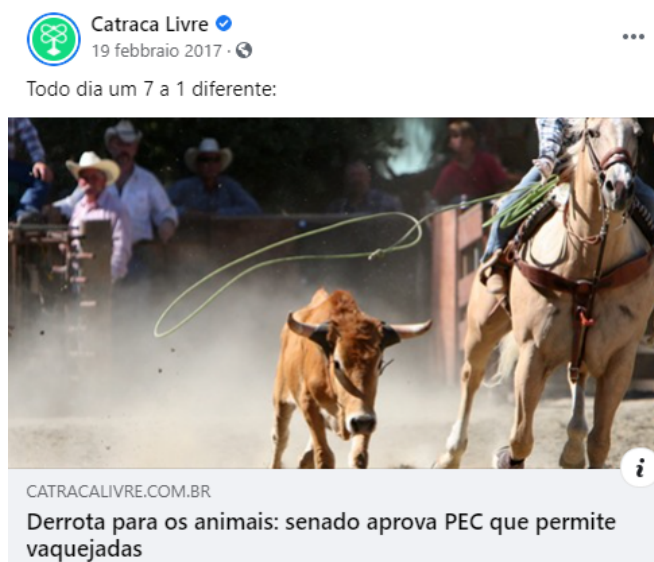 Catraca Livre
19 febbraio 2017 ·
Todo dia um 7 a 1 diferente:
i
CATRACALIVRE.COM.BR
Derrota para os animais: senado aprova PEC que permite
vaquejadas